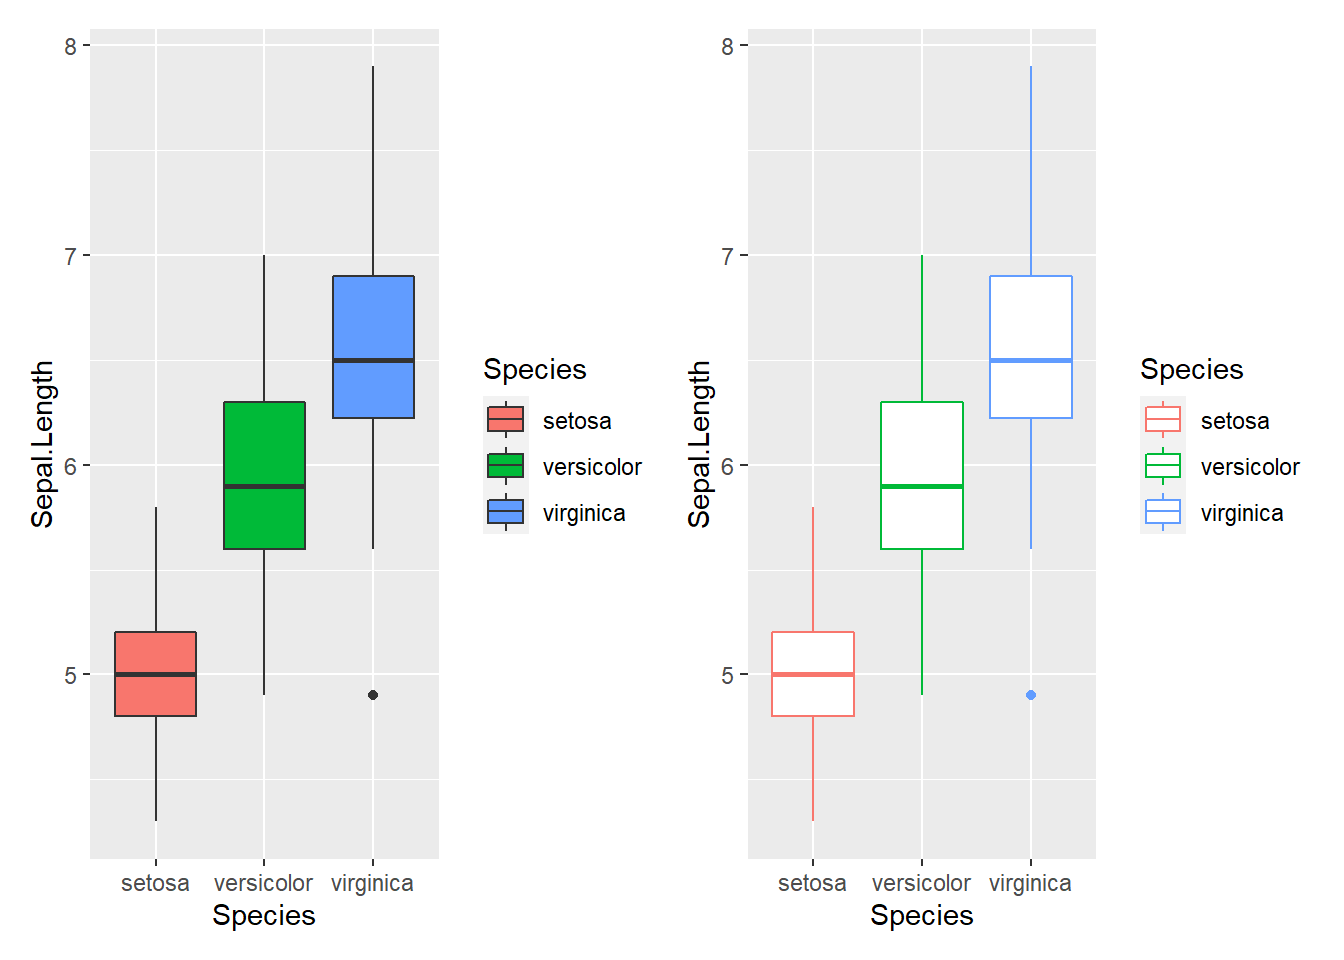 8
7
6
5
Sepal.Length
setosa versicolor virginica
Species
Species
setosa
versicolor
virginica
8
7
6
5
Sepal.Length
setosa versicolor virginica
Species
Species
setosa
versicolor
virginica